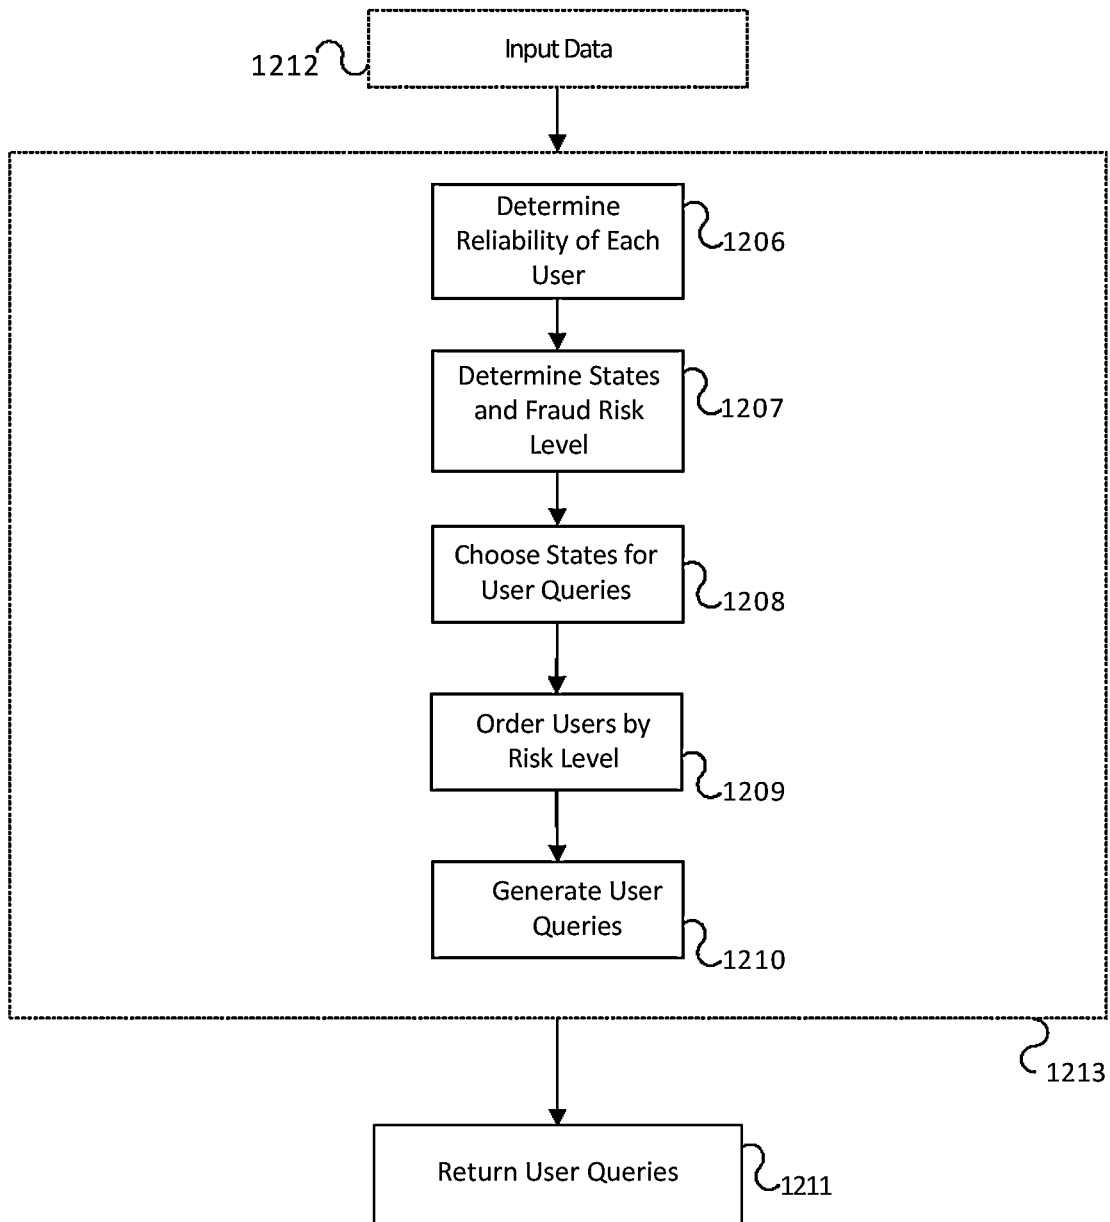 Input Data
1212
Determine
Reliability of Each
User
1206
Determine States
and Fraud Risk
Level
1207
Choose States for
User Queries
1208
Order Users by
Risk Level
1209
Generate User
Queries
1210
1213
Return User Queries
1211